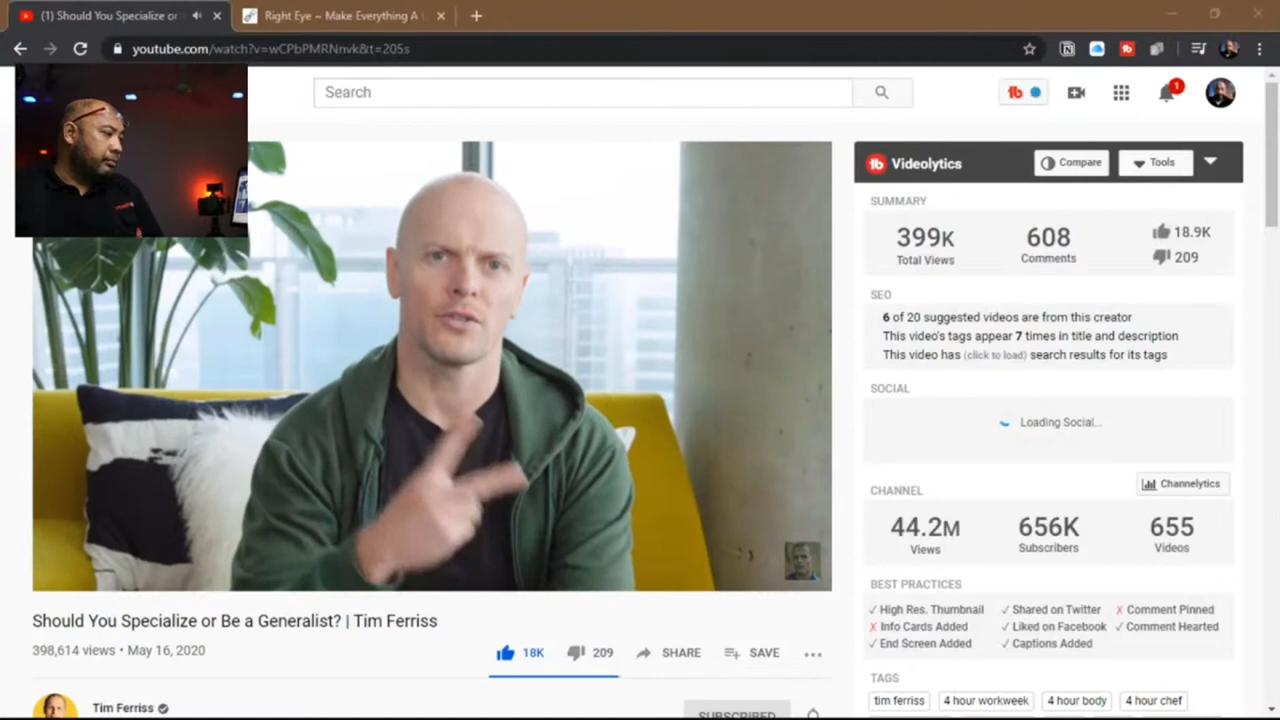 (1) Should You Specialize or
Right Eye ~ Make Everything A
youtube.com/watch?v=wCPbPMRNnvk&t=205s
Search
1
Videolytics
Compare
Tools
SUMMARY
399K
Total Views
608
Comments
18.9K
209
SEO
6 of 20 suggested videos are from this creator
This video's tags appear 7 times in title and description
This video has (click to load) search results for its tags
SOCIAL
Loading Social...
CHANNEL
Channelytics
44.2M
Views
656K
Subscribers
655
Videos
BEST PRACTICES
✓ High Res. Thumbnail
✓ Shared on Twitter
✗ Comment Pinned
✗ Info Cards Added
✓ Liked on Facebook
✓ Comment Hearted
✓ End Screen Added
✓ Captions Added
TAGS
tim ferriss
4 hour workweek
4 hour body
4 hour chef
Should You Specialize or Be a Generalist? | Tim Ferriss
398,614 views • May 16, 2020
18K
209
SHARE
SAVE
Tim Ferriss
SUBSCRIBED